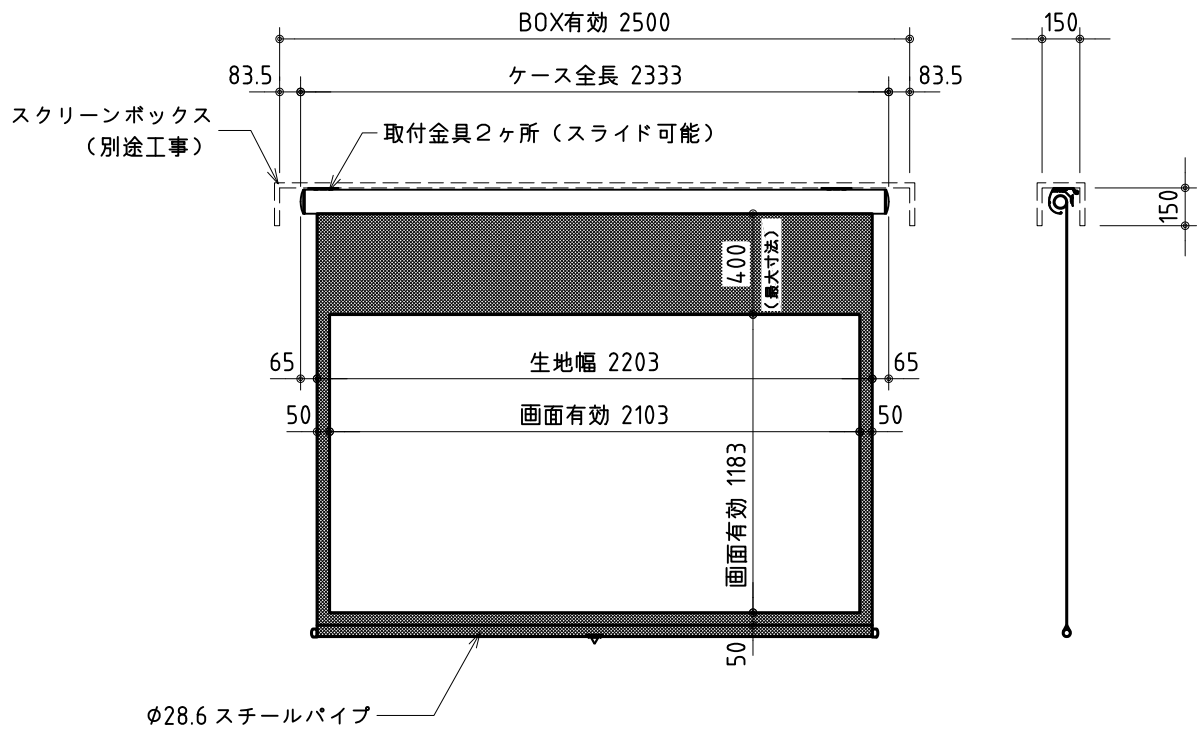 BOX有効 2500
150
83.5
ケース全長 2333
83.5
スクリーンボックス
（別途工事）
取付金具２ヶ所（スライド可能）
150
400
（最大寸法）
65
生地幅 2203
65
50
画面有効 2103
50
画面有効 1183
50
φ28.6 スチールパイプ